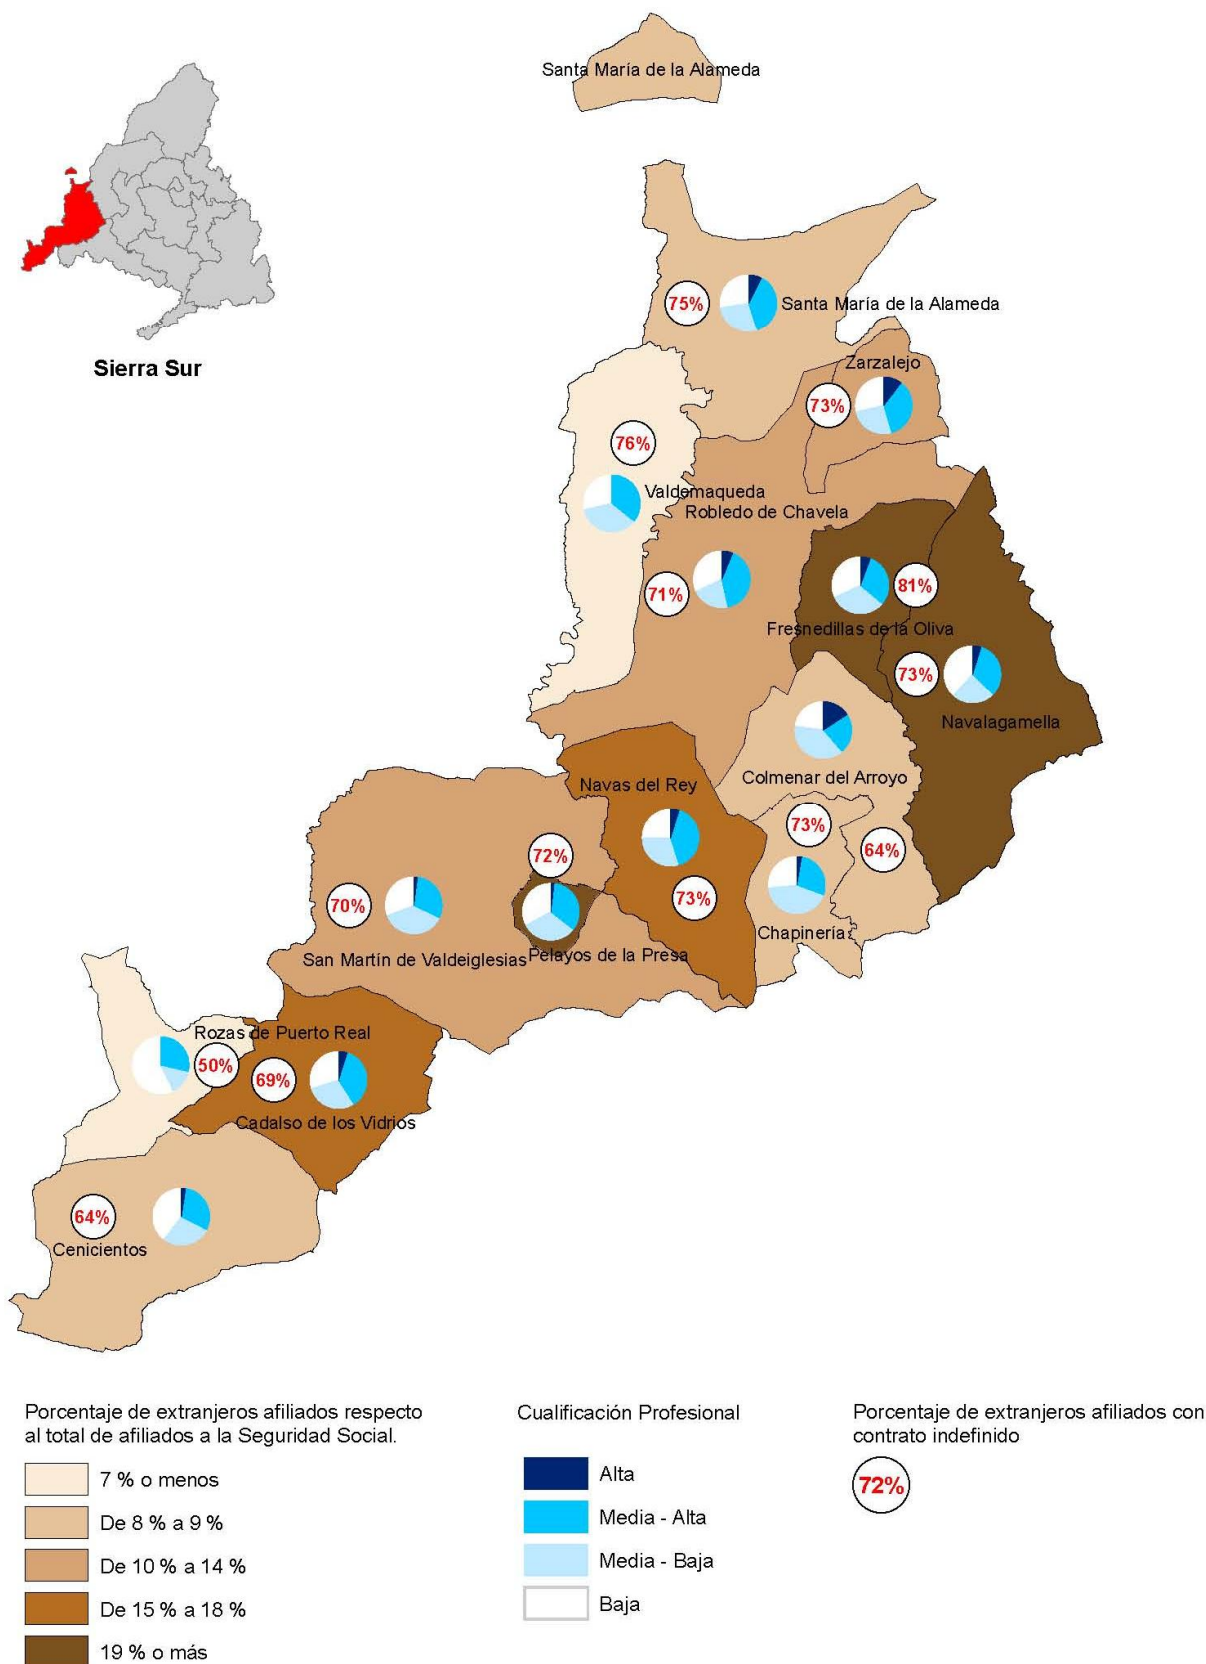 Santa María de la Alameda
Sierra Sur
75%
Santa María de la Alameda
Zarzalejo
73%
76%
Valdemaqueda
Robledo de Chavela
71%
81%
Fresnedillas de la Oliva
73%
Navalagamella
Colmenar del Arroyo
Navas del Rey
73%
64%
72%
73%
70%
Chapinería
San Martín de Valdeiglesias
Pelayos de la Presa
Rozas de Puerto Real
50%
69%
Cadalso de los Vidrios
64%
Cenicientos
Porcentaje de extranjeros afiliados respecto
al total de afiliados a la Seguridad Social.
7 % o menos
De 8 % a 9 %
De 10 % a 14 %
De 15 % a 18 %
19 % o más
Cualificación Profesional
Alta
Media - Alta
Media - Baja
Baja
Porcentaje de extranjeros afiliados con
contrato indefinido
72%